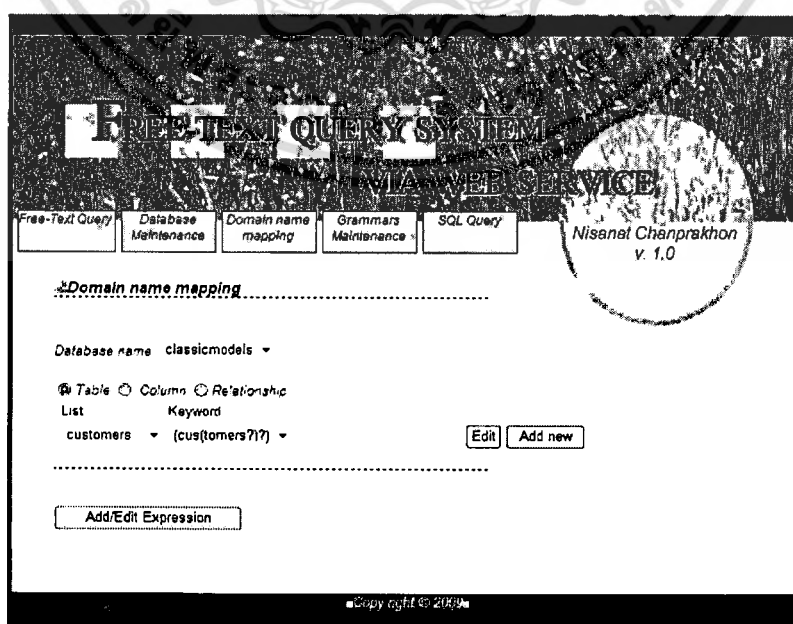 FREE-TEXT QUERY SYSTEM
WEB SERVICE
Free-Text Query
Database Maintenance
Domain name mapping
Grammars Maintenance
SQL Query
Nisanat Chanprakhon
v. 1.0
Domain name mapping
Database name classicmodels
Table Column Relationship
List Keyword
customers (cus(tomers?)?) Edit Add new
Add/Edit Expression
Copy right © 2009